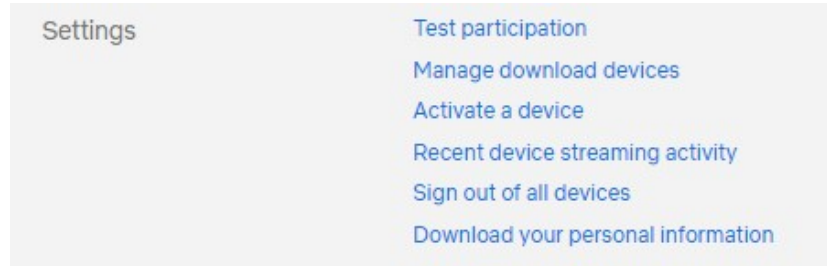 Settings
Test participation
Manage download devices
Activate a device
Recent device streaming activity
Sign out of all devices
Download your personal information